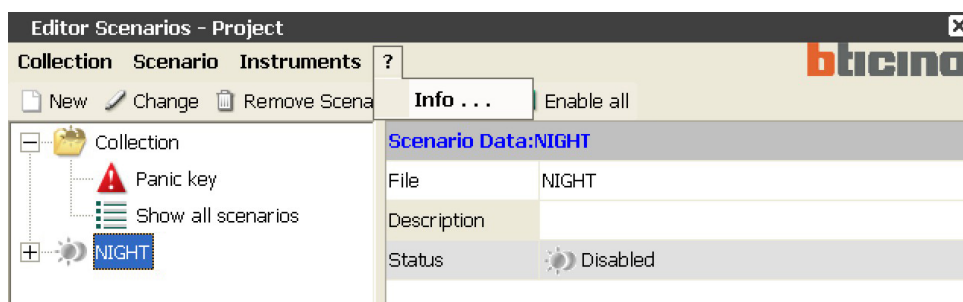 Editor Scenarios - Project
Collection Scenario Instruments ?
bticino
New Change Remove Scena Info . . . Enable all
Collection
Panic key
Show all scenarios
NIGHT
Scenario Data:NIGHT
File NIGHT
Description
Status Disabled